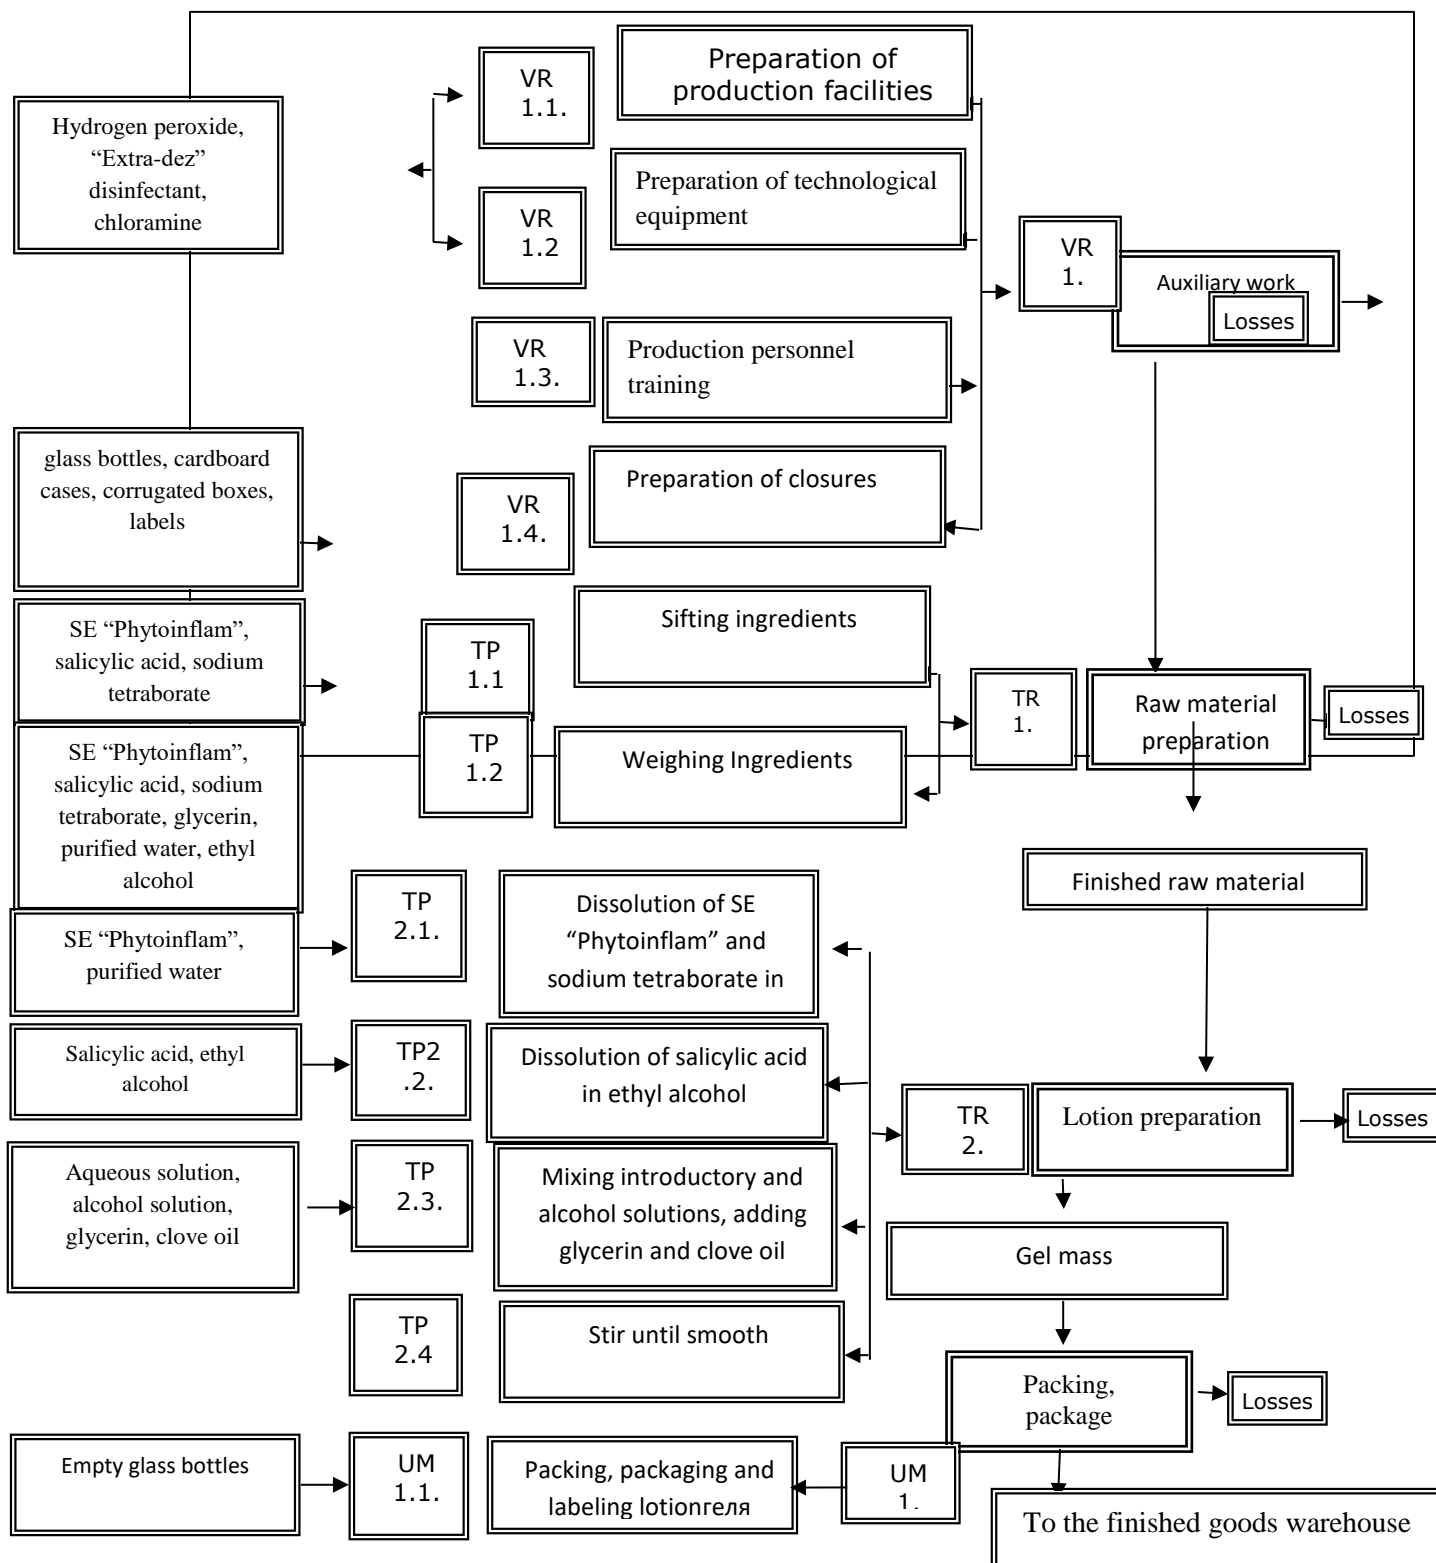 Hydrogen peroxide,
“Extra-dez”
disinfectant,
chloramine
VR
1.1.
Preparation of
production facilities
VR
1.2
Preparation of technological
equipment
VR
1.
Auxiliary work
Losses
VR
1.3.
Production personnel
training
glass bottles, cardboard
cases, corrugated boxes,
labels
VR
1.4.
Preparation of closures
SE “Phytoinflam”,
salicylic acid, sodium
tetraborate
TP
1.1
Sifting ingredients
TR
1.
Raw material
preparation
Losses
SE “Phytoinflam”,
salicylic acid, sodium
tetraborate, glycerin,
purified water, ethyl
alcohol
TP
1.2
Weighing Ingredients
Finished raw material
SE “Phytoinflam”,
purified water
TP
2.1.
Dissolution of SE
“Phytoinflam” and
sodium tetraborate in
Salicylic acid, ethyl
alcohol
TP2
.2.
Dissolution of salicylic acid
in ethyl alcohol
TR
2.
Lotion preparation
Losses
Aqueous solution,
alcohol solution,
glycerin, clove oil
TP
2.3.
Mixing introductory and
alcohol solutions, adding
glycerin and clove oil
Gel mass
TP
2.4
Stir until smooth
Packing,
package
Losses
Empty glass bottles
UM
1.1.
Packing, packaging and
labeling lotionгеля
UM
1.
To the finished goods warehouse